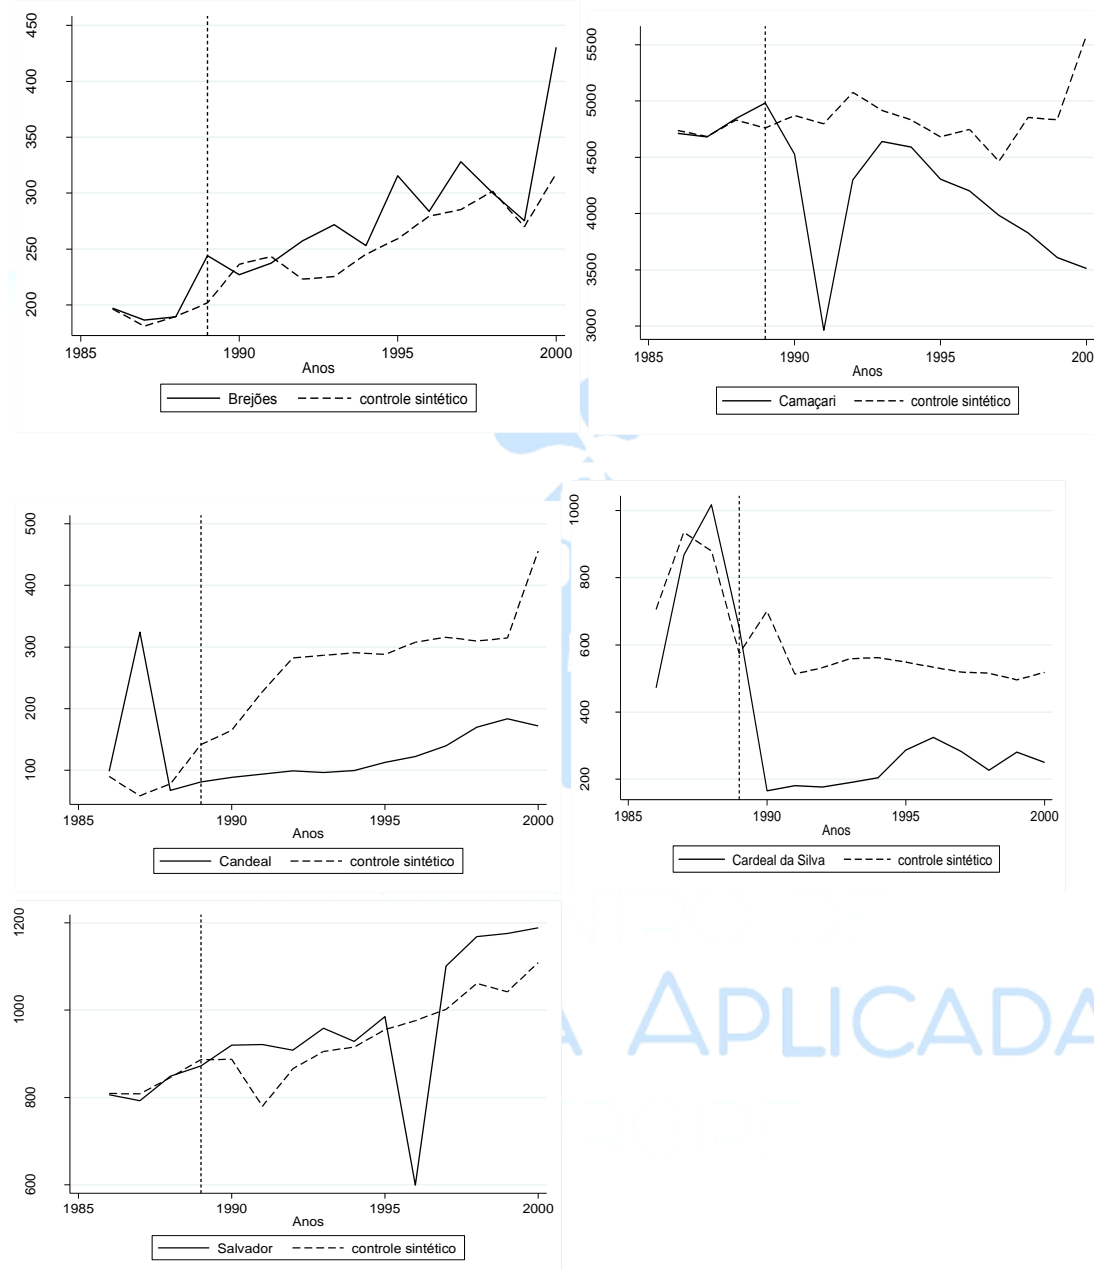 450
400
350
300
250
200
1985 1990 1995 2000
Anos
Brejões controle sintético
5500
5000
4500
4000
3500
3000
1985 1990 1995 200
Anos
Camaçari controle sintético
500
400
300
200
100
1985 1990 1995 2000
Anos
Candeal controle sintético
1000
800
600
400
200
1985 1990 1995 2000
Anos
Cardeal da Silva controle sintético
1200
1000
800
600
1985 1990 1995 2000
Anos
Salvador controle sintético
A APLICADA